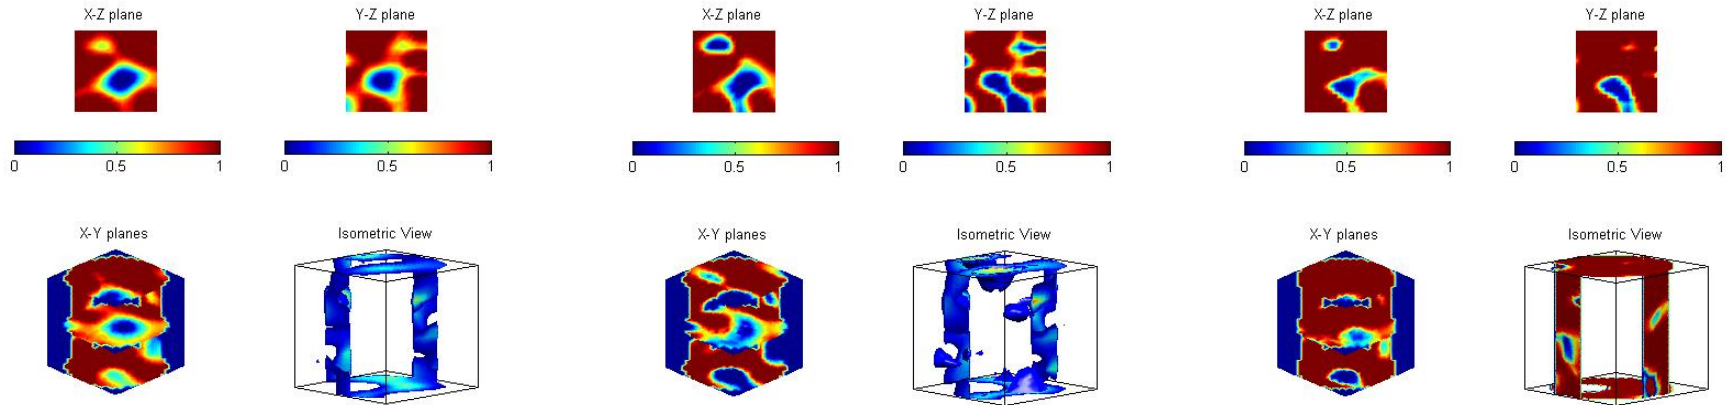 X-Z plane Y-Z plane X-Z plane Y-Z plane X-Z plane Y-Z plane
0 0.5 1 0 0.5 1 0 0.5 1 0 0.5 1 0 0.5 1 0 0.5 1
X-Y planes Isometric View X-Y planes Isometric View X-Y planes Isometric View